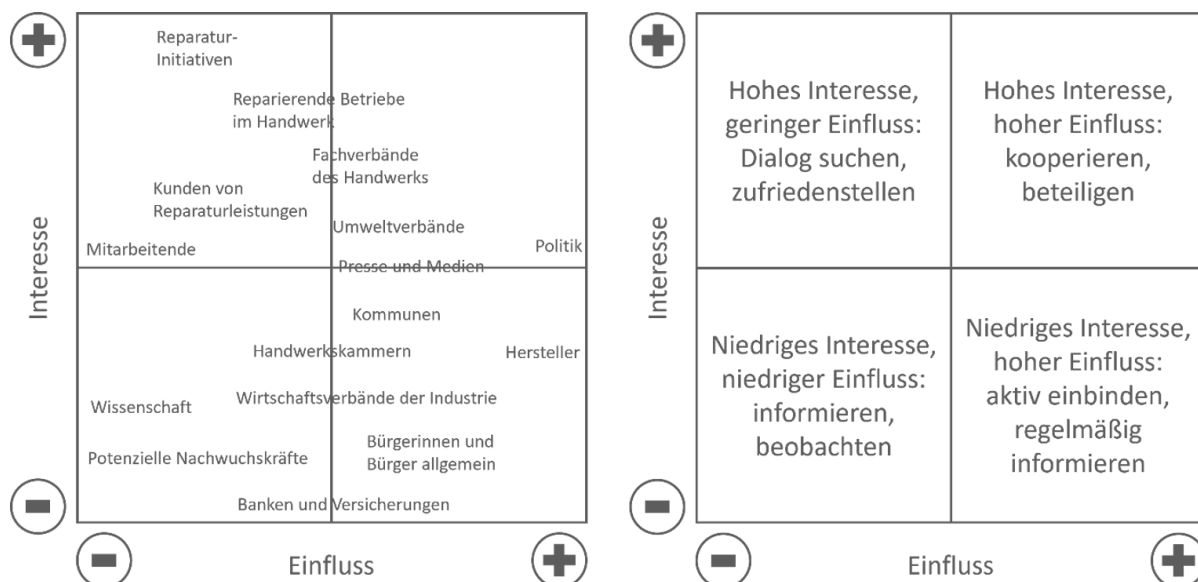 Reparatur-
Initiativen
Reparierende Betriebe
im Handwerk
Fachverbände
des Handwerks
Kunden von
Reparaturleistungen
Umweltverbände
Mitarbeitende
Politik
Presse und Medien
Kommunen
Handwerkskammern
Hersteller
Wirtschaftsverbände der Industrie
Wissenschaft
Bürgerinnen und
Bürger allgemein
Potenzielle Nachwuchskräfte
Banken und Versicherungen
Interesse
Einfluss
Hohes Interesse,
geringer Einfluss:
Dialog suchen,
zufriedenstellen
Hohes Interesse,
hoher Einfluss:
kooperieren,
beteiligen
Niedriges Interesse,
niedriger Einfluss:
informieren,
beobachten
Niedriges Interesse,
hoher Einfluss:
aktiv einbinden,
regelmäßig
informieren
Interesse
Einfluss